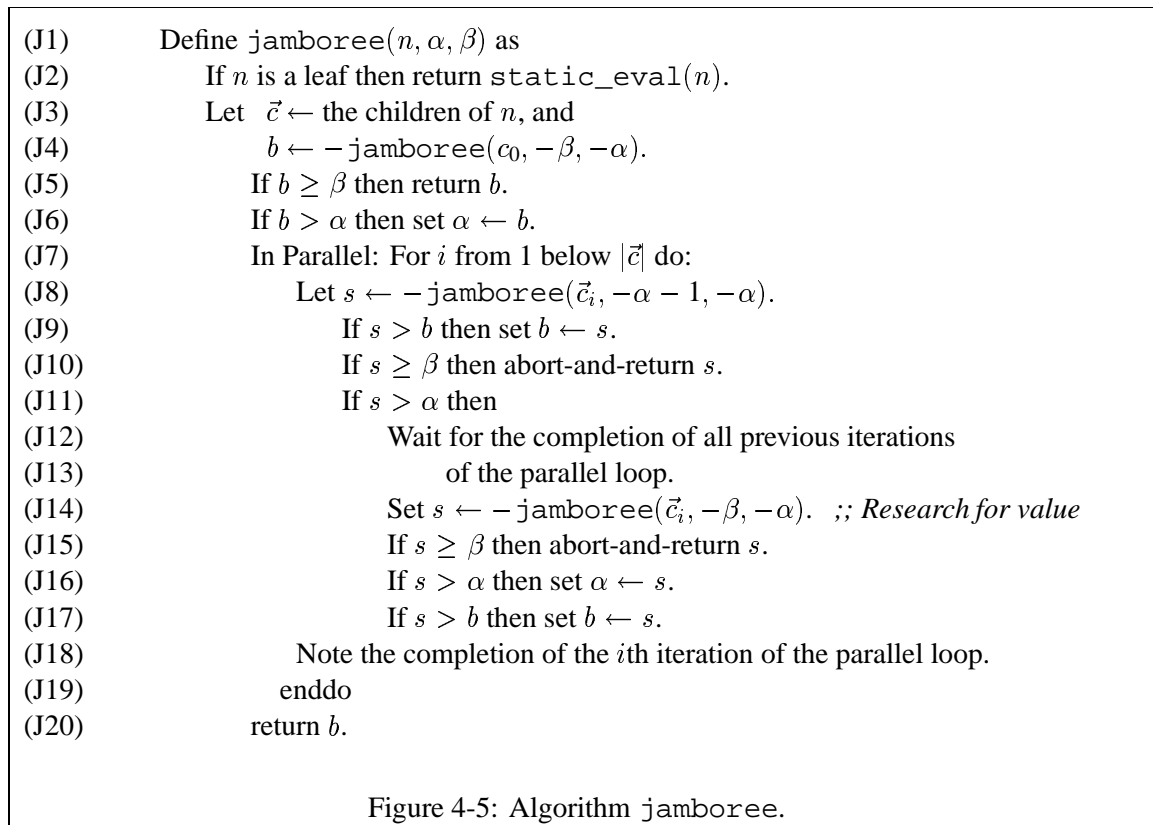 (J1) Define jamboree(n, α, β) as
(J2) If n is a leaf then return static_eval(n).
(J3) Let c⃗ ← the children of n, and
(J4) b ← −jamboree(c₀, −β, −α).
(J5) If b ≥ β then return b.
(J6) If b > α then set α ← b.
(J7) In Parallel: For i from 1 below |c⃗| do:
(J8) Let s ← −jamboree(c⃗ᵢ, −α − 1, −α).
(J9) If s > b then set b ← s.
(J10) If s ≥ β then abort-and-return s.
(J11) If s > α then
(J12) Wait for the completion of all previous iterations
(J13) of the parallel loop.
(J14) Set s ← −jamboree(c⃗ᵢ, −β, −α). ;; Research for value
(J15) If s ≥ β then abort-and-return s.
(J16) If s > α then set α ← s.
(J17) If s > b then set b ← s.
(J18) Note the completion of the ith iteration of the parallel loop.
(J19) enddo
(J20) return b.
Figure 4-5: Algorithm jamboree.